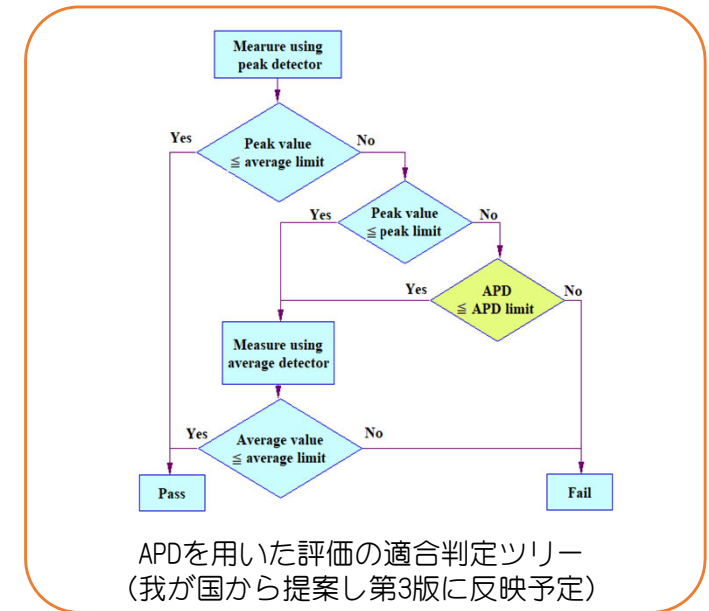 Mearure using
peak detector
Yes
Peak value
≦ average limit
No
Yes
Peak value
≦ peak limit
No
Yes
APD
≦ APD limit
No
Measure using
average detector
Yes
Average value
≦ average limit
No
Pass
Fail
APDを用いた評価の適合判定ツリー
(我が国から提案し第3版に反映予定)